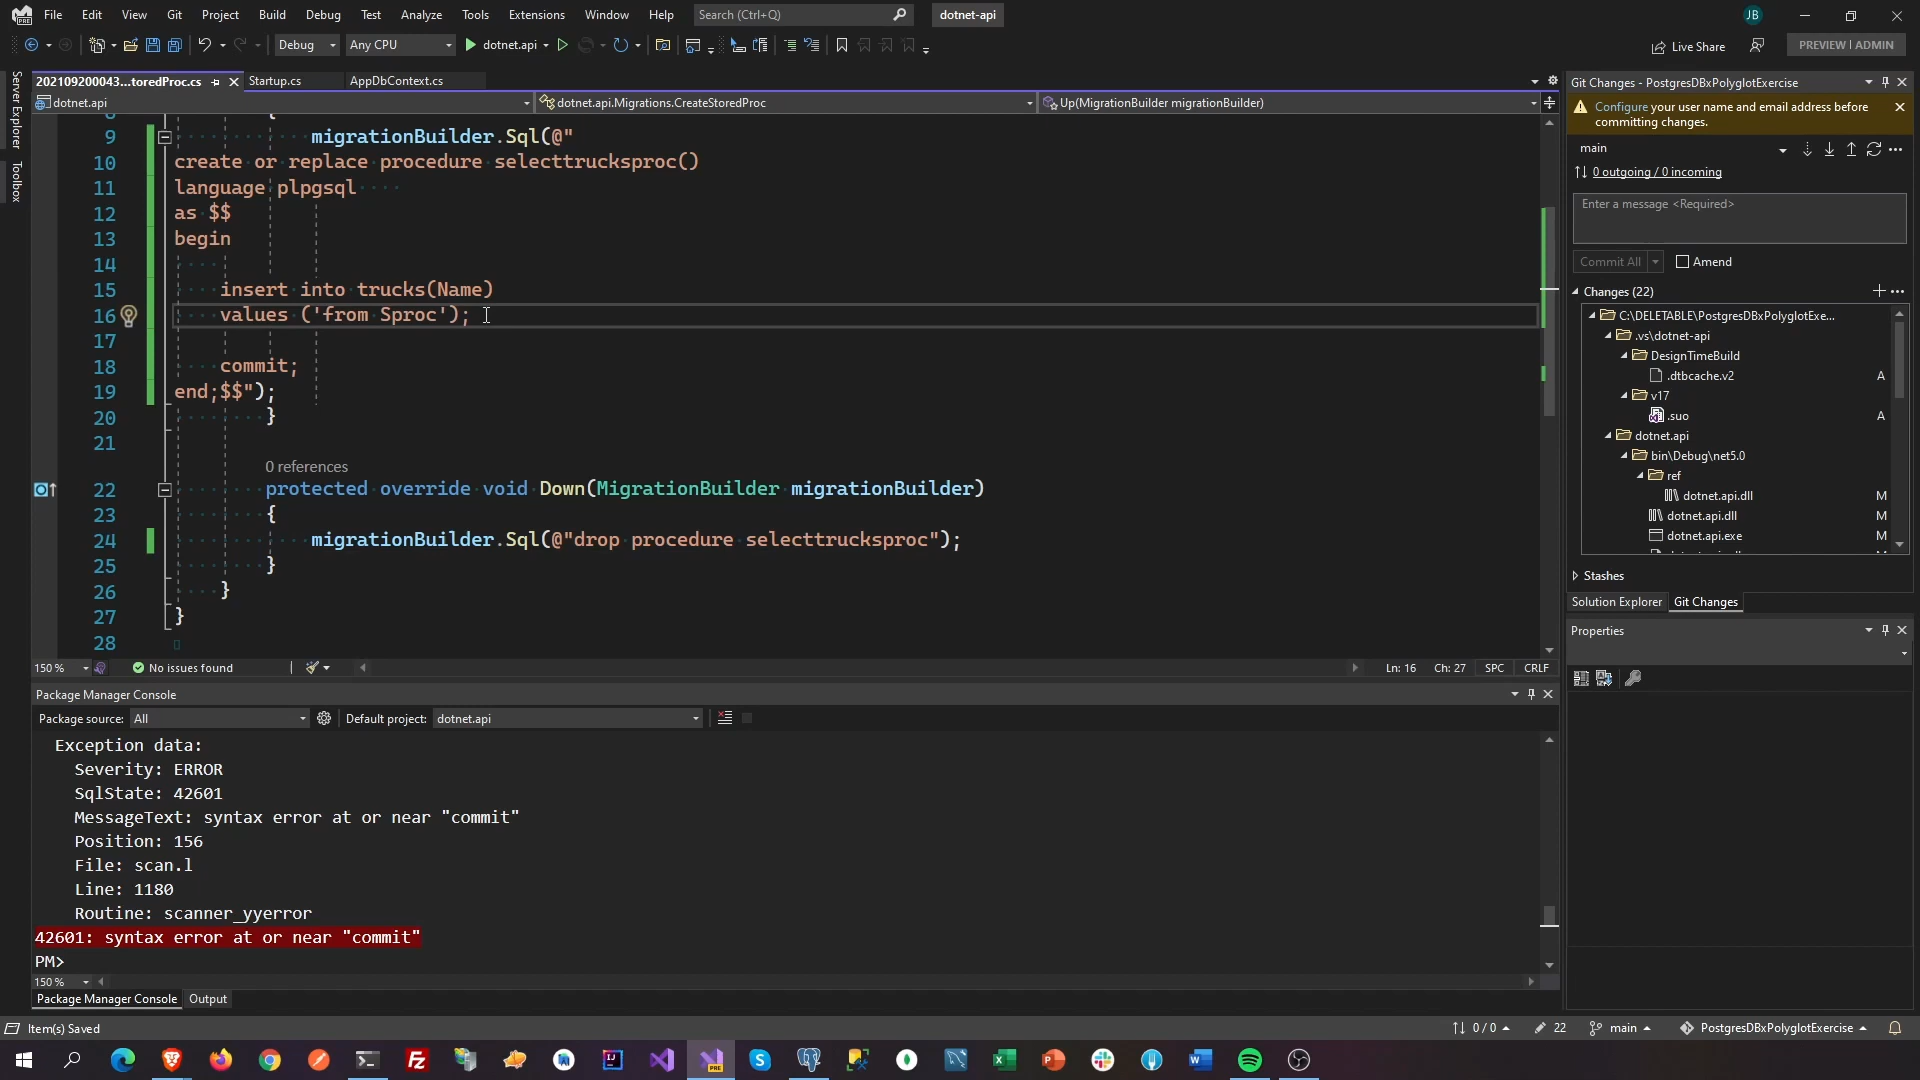 File Edit View Git Project Build Debug Test Analyze Tools Extensions Window Help Search (Ctrl+Q) dotnet-api JB
Debug Any CPU dotnet.api Live Share PREVIEW | ADMIN
Server Explorer
Toolbox
202109200043...toredProc.cs Startup.cs AppDbContext.cs
dotnet.api dotnet.api.Migrations.CreateStoredProc Up(MigrationBuilder migrationBuilder)
9 migrationBuilder.Sql(@"
10 create or replace procedure selecttrucksproc()
11 language plpgsql
12 as $$
13 begin
14
15 insert into trucks(Name)
16 values ('from Sproc');
17
18 commit;
19 end;$$");
20 }
21
0 references
22 protected override void Down(MigrationBuilder migrationBuilder)
23 {
24 migrationBuilder.Sql(@"drop procedure selecttrucksproc");
25 }
26 }
27 }
28
150 % No issues found Ln: 16 Ch: 27 SPC CRLF
Package Manager Console
Package source: All Default project: dotnet.api
Exception data:
Severity: ERROR
SqlState: 42601
MessageText: syntax error at or near "commit"
Position: 156
File: scan.l
Line: 1180
Routine: scanner_yyerror
42601: syntax error at or near "commit"
PM>
150 %
Package Manager Console Output
Git Changes - PostgresDBxPolyglotExercise
Configure your user name and email address before
committing changes.
main
0 outgoing / 0 incoming
Enter a message <Required>
Commit All Amend
Changes (22)
C:\DELETABLE\PostgresDBxPolyglotExe...
.vs\dotnet-api
DesignTimeBuild
.dtbcache.v2 A
v17
.suo A
dotnet.api
bin\Debug\net5.0
ref
dotnet.api.dll M
dotnet.api.dll M
dotnet.api.exe M
Stashes
Solution Explorer Git Changes
Properties
Item(s) Saved 0 / 0 22 main PostgresDBxPolyglotExercise